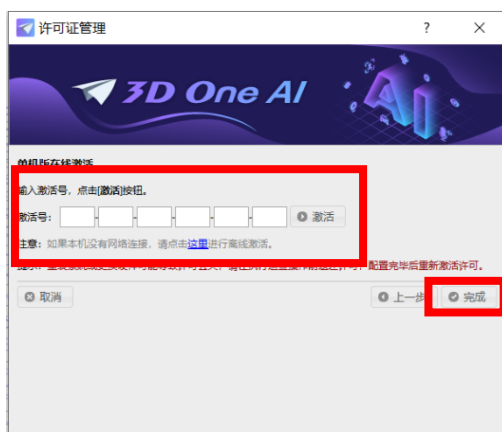 许可证管理
? ×
3D One AI
AI
单机版在线激活
输入激活号，点击[激活]按钮。
激活号： - - - - - 激活
注意：如果本机没有网络连接，请点击这里进行离线激活。
配置完毕后重新激活许可。
取消 上一步 完成